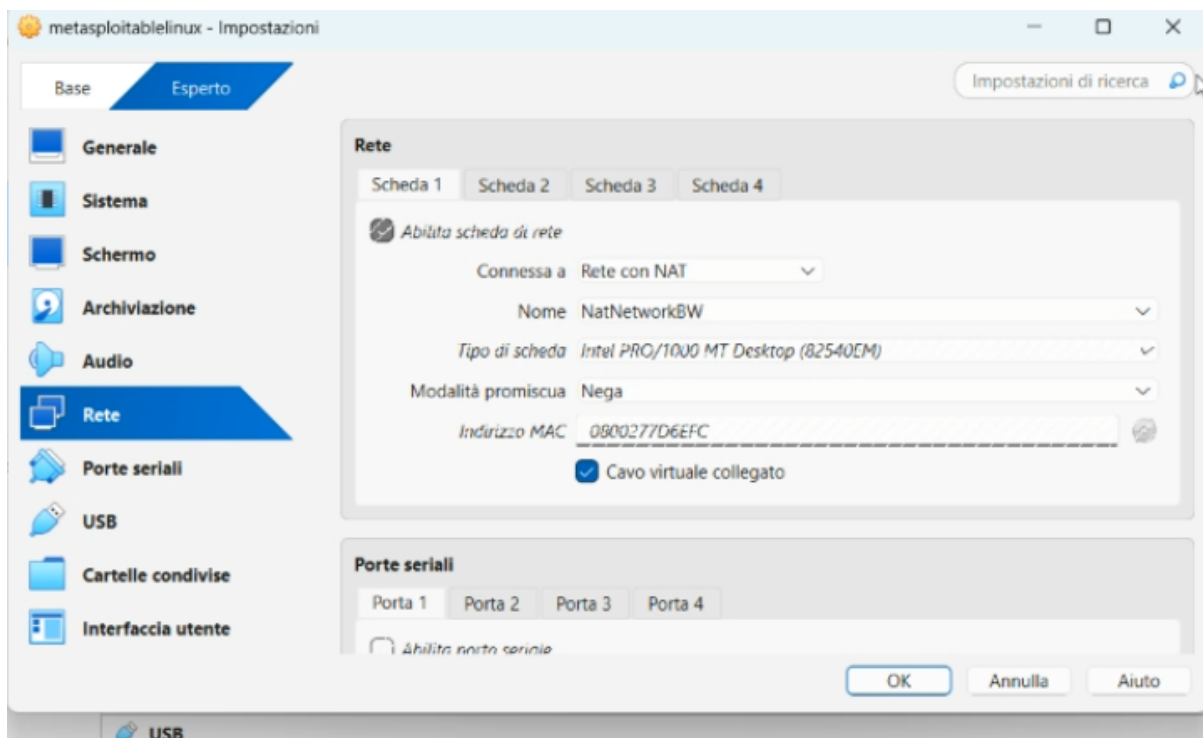 metasploitablelinux - Impostazioni
Base Esperto
Impostazioni di ricerca
Generale
Sistema
Schermo
Archiviazione
Audio
Rete
Porte seriali
USB
Cartelle condivise
Interfaccia utente
Rete
Scheda 1 Scheda 2 Scheda 3 Scheda 4
Abilita scheda di rete
Connessa a Rete con NAT
Nome NatNetworkBW
Tipo di scheda Intel PRO/1000 MT Desktop (82540EM)
Modalità promiscua Nega
Indirizzo MAC 0800277D6EFC
Cavo virtuale collegato
Porte seriali
Porta 1 Porta 2 Porta 3 Porta 4
Abilita porta seriale
OK Annulla Aiuto
USB